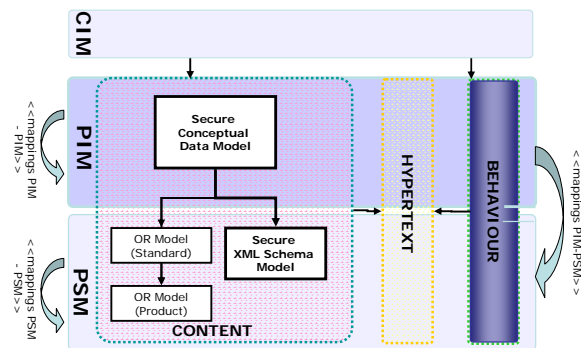 CIM
PIM
<<mappings PIM
- PIM>>
Secure
Conceptual
Data Model
HYPERTEXT
BEHAVIOUR
<<mappings PIM-PSM>>
PSM
<<mappings PSM
- PSM>>
OR Model
(Standard)
Secure
XML Schema
Model
OR Model
(Product)
CONTENT